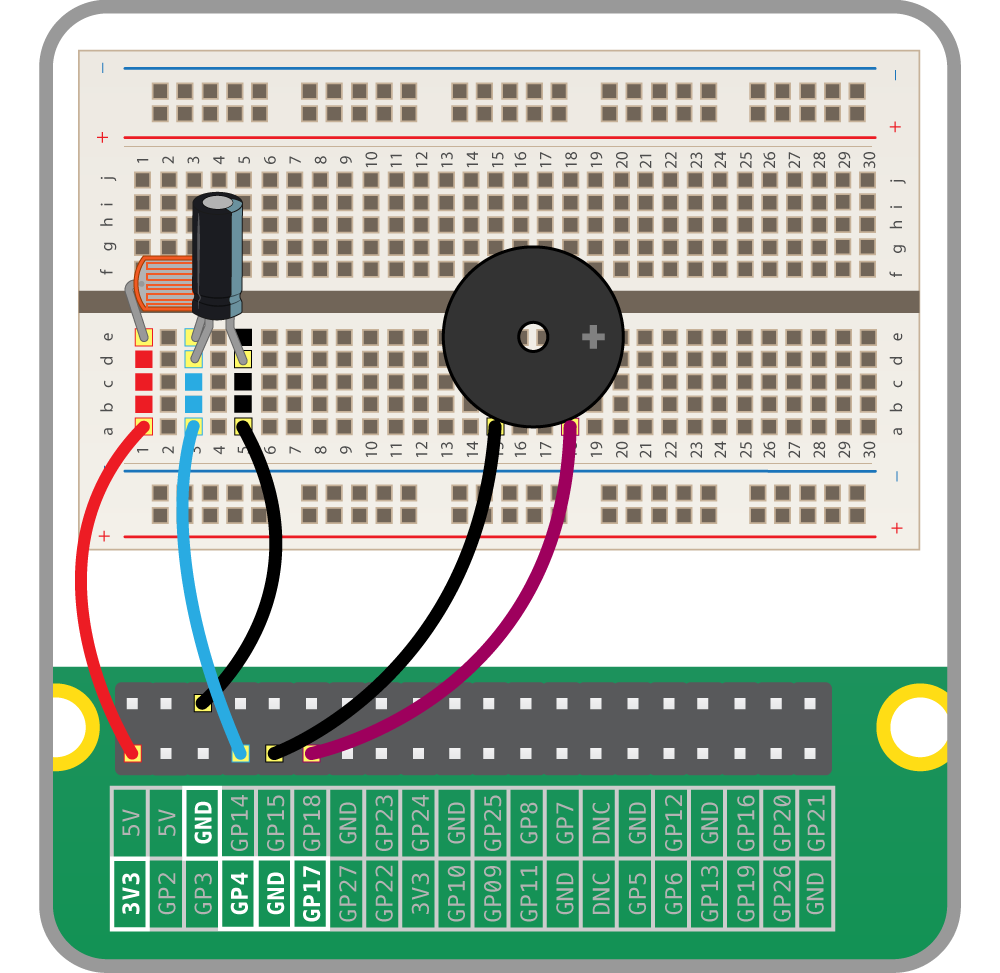 − −
+ +
1 2 3 4 5 6 7 8 9 10 11 12 13 14 15 16 17 18 19 20 21 22 23 24 25 26 27 28 29 30
j j
i i
h h
g g
f f
e e
d d
c c
b b
a a
1 2 3 4 5 6 7 8 9 10 11 12 13 14 15 16 17 18 19 20 21 22 23 24 25 26 27 28 29 30
−
+ +
5V 5V GND GP14 GP15 GP18 GND GP23 GP24 GND GP25 GP8 GP7 DNC GND GP12 GND GP16 GP20 GP21
3V3 GP2 GP3 GP4 GND GP17 GP27 GP22 3V3 GP10 GP09 GP11 GND DNC GP5 GP6 GP13 GP19 GP26 GND